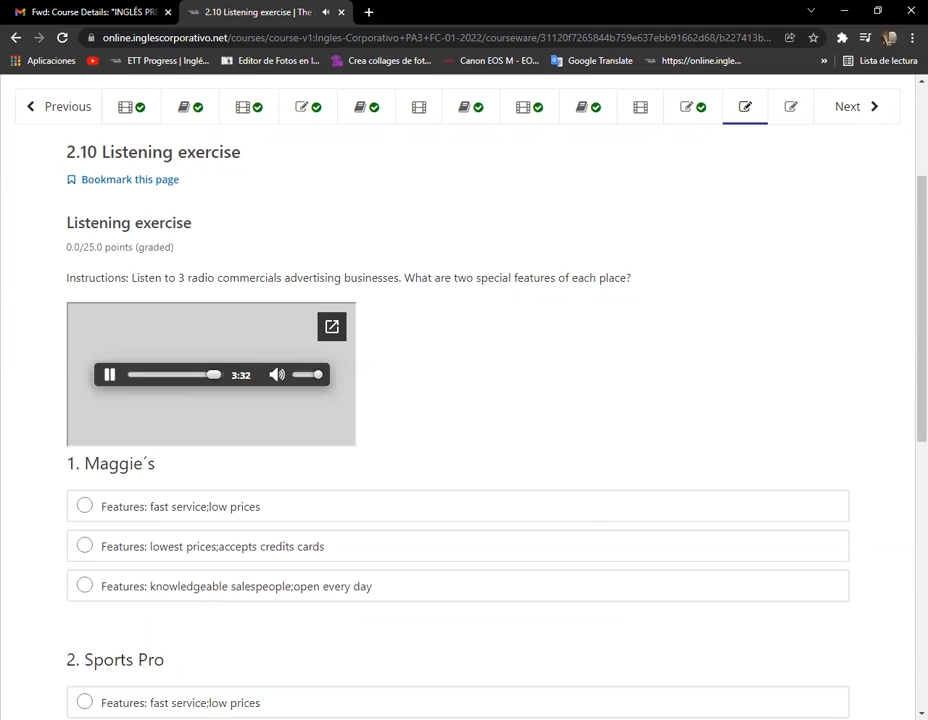 Fwd: Course Details: "INGLÉS PRE
2.10 Listening exercise | The
online.inglescorporativo.net/courses/course-v1:Ingles-Corporativo+PA3+FC-01-2022/courseware/31120f7265844b759e637ebb91662d68/b227413b...
Aplicaciones
ETT Progress | Inglé...
Editor de Fotos en l...
Crea collages de fot...
Canon EOS M - EO...
Google Translate
https://online.ingle...
»
Lista de lectura
Previous
Next
2.10 Listening exercise
Bookmark this page
Listening exercise
0.0/25.0 points (graded)
Instructions: Listen to 3 radio commercials advertising businesses. What are two special features of each place?
3:32
1. Maggie´s
Features: fast service;low prices
Features: lowest prices;accepts credits cards
Features: knowledgeable salespeople;open every day
2. Sports Pro
Features: fast service;low prices